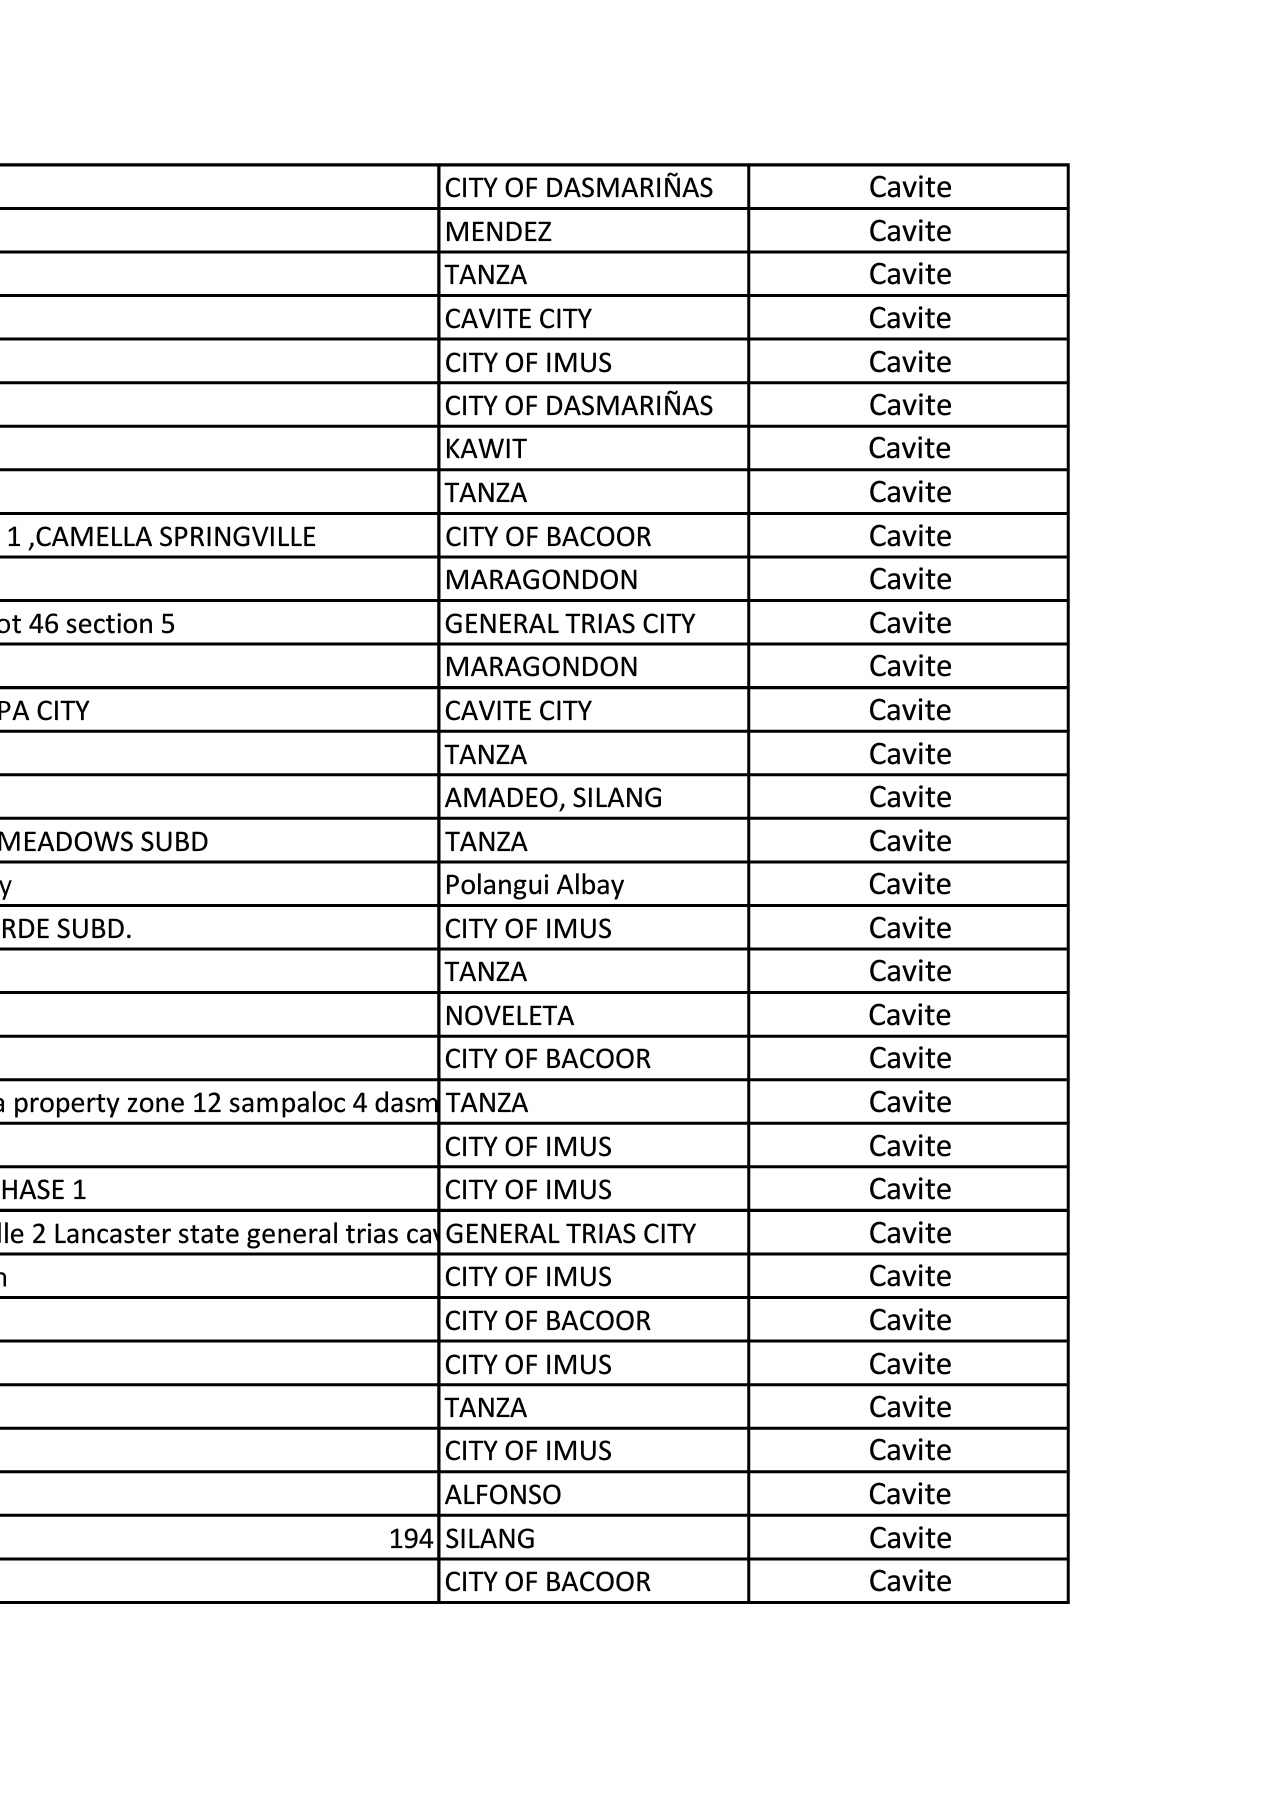 CITY OF DASMARIÑAS Cavite
MENDEZ Cavite
TANZA Cavite
CAVITE CITY Cavite
CITY OF IMUS Cavite
CITY OF DASMARIÑAS Cavite
KAWIT Cavite
TANZA Cavite
1 ,CAMELLA SPRINGVILLE CITY OF BACOOR Cavite
MARAGONDON Cavite
ot 46 section 5 GENERAL TRIAS CITY Cavite
MARAGONDON Cavite
PA CITY CAVITE CITY Cavite
TANZA Cavite
AMADEO, SILANG Cavite
MEADOWS SUBD TANZA Cavite
y Polangui Albay Cavite
RDE SUBD. CITY OF IMUS Cavite
TANZA Cavite
NOVELETA Cavite
CITY OF BACOOR Cavite
a property zone 12 sampaloc 4 dasm TANZA Cavite
CITY OF IMUS Cavite
HASE 1 CITY OF IMUS Cavite
lle 2 Lancaster state general trias cav GENERAL TRIAS CITY Cavite
n CITY OF IMUS Cavite
CITY OF BACOOR Cavite
CITY OF IMUS Cavite
TANZA Cavite
CITY OF IMUS Cavite
ALFONSO Cavite
194 SILANG Cavite
CITY OF BACOOR Cavite